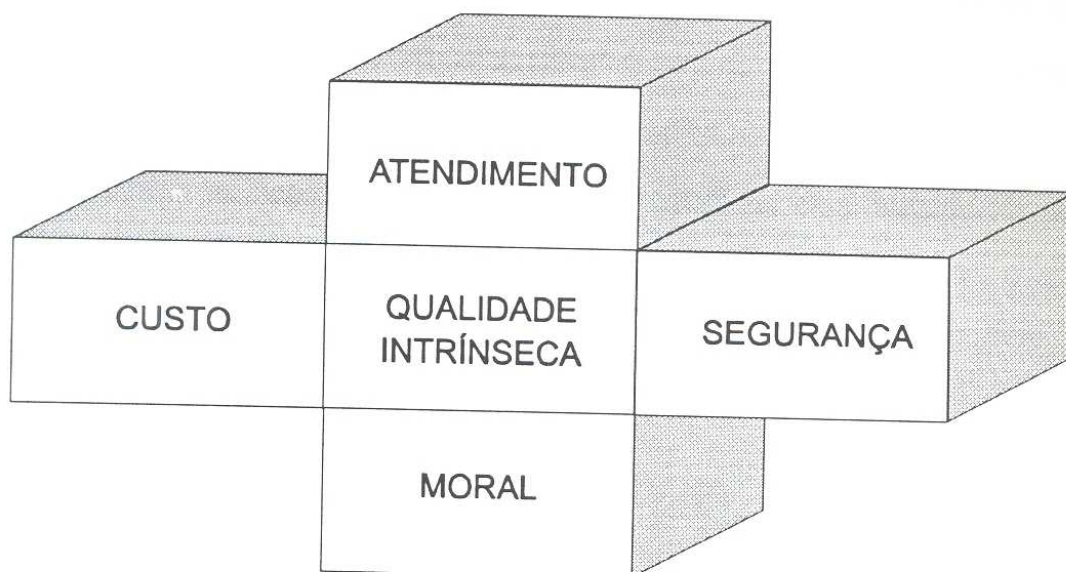 ATENDIMENTO
CUSTO
QUALIDADE
INTRÍNSECA
SEGURANÇA
MORAL